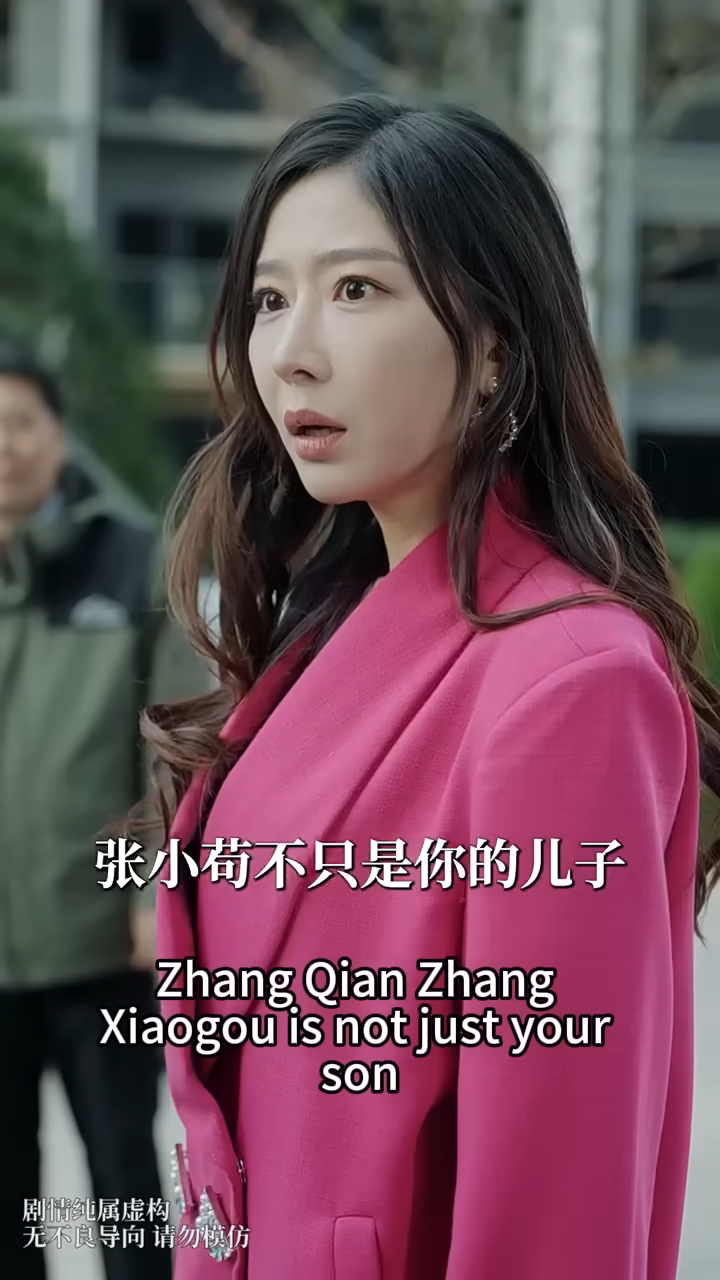 张小苟不只是你的儿子
Zhang Qian Zhang
Xiaogou is not just your
son
剧情纯属虚构
无不良导向 请勿模仿